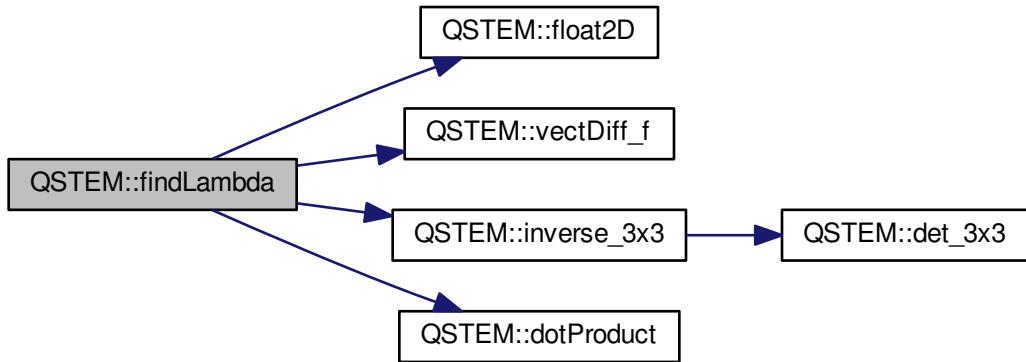 QSTEM::float2D
QSTEM::vectDiff_f
QSTEM::findLambda
QSTEM::inverse_3x3
QSTEM::det_3x3
QSTEM::dotProduct